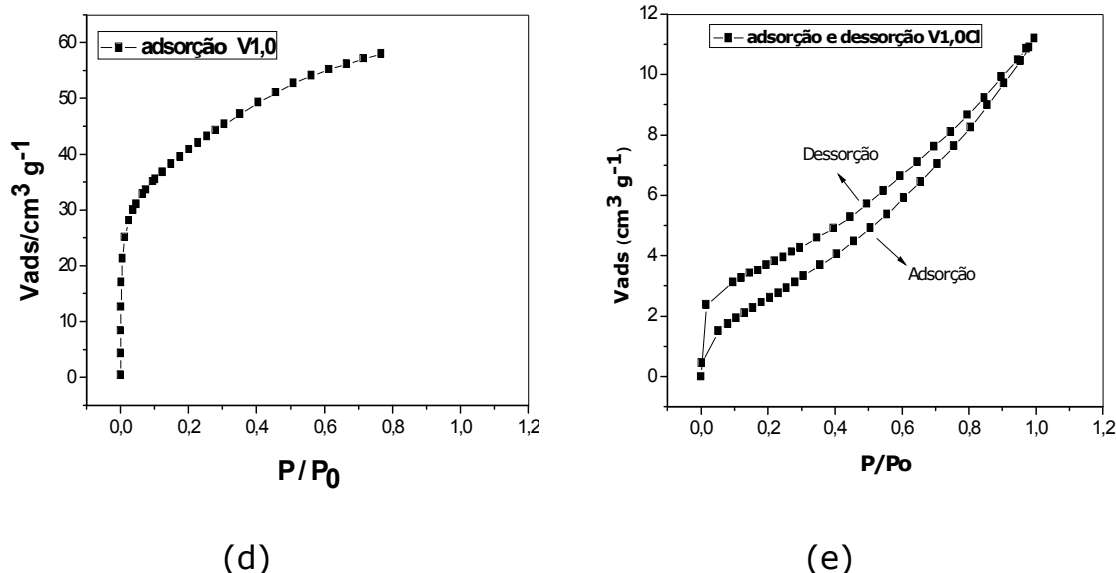 adsorção V1,0
Vads/cm³ g⁻¹
60
50
40
30
20
10
0
0,0 0,2 0,4 0,6 0,8 1,0 1,2
P / P₀
(d)
adsorção e dessorção V1,0Cl
Vads (cm³ g⁻¹)
12
10
8
6
4
2
0
Dessorção
Adsorção
0,0 0,2 0,4 0,6 0,8 1,0 1,2
P/Po
(e)